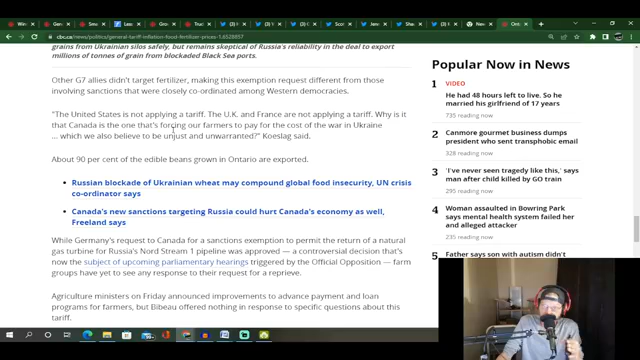 New
Ont
cbc.ca/news/politics/general-tariff-inflation-food-fertilizer-prices-1
grains from Ukrainian silos safely, but remains skeptical of Russia's reliability in the deal to export
millions of tonnes of grain from blockaded Black Sea ports.
Other G7 allies didn't target fertilizer, making this exemption request different from those
involving sanctions that were closely co-ordinated among Western democracies.
"The United States is not applying a tariff. The U.K. and France are not applying a tariff. Why is it
that Canada is the one that's forcing our farmers to pay for the cost of the war in Ukraine
... which we also believe to be unjust and unwarranted?" Koeslag said.
About 90 per cent of the edible beans grown in Ontario are exported.
Russian blockade of Ukrainian wheat may compound global food insecurity, UN crisis
co-ordinator says
Canada's new sanctions targeting Russia could hurt Canada's economy as well,
Freeland says
While Germany's request to Canada for a sanctions exemption to permit the return of a natural
gas turbine for Russia's Nord Stream 1 pipeline was approved — a controversial decision that's
now the subject of upcoming parliamentary hearings triggered by the Official Opposition — farm
groups have yet to see any response to their request for a reprieve.
Agriculture ministers on Friday announced improvements to advance payment and loan
programs for farmers, but Bibeau offered nothing in response to specific questions about this
tariff.
Popular Now in News
1 VIDEO
He had 48 hours left to live. So he
married his girlfriend of 17 years
735 reading now
2 Canmore gourmet business dumps
president who sent transphobic email
328 reading now
3 'I've never seen tragedy like this,' says
man after child killed by GO train
295 reading now
4 Woman assaulted in Bowring Park
says mental health system failed her
and alleged attacker
235 reading now
5 Father says son with autism didn't